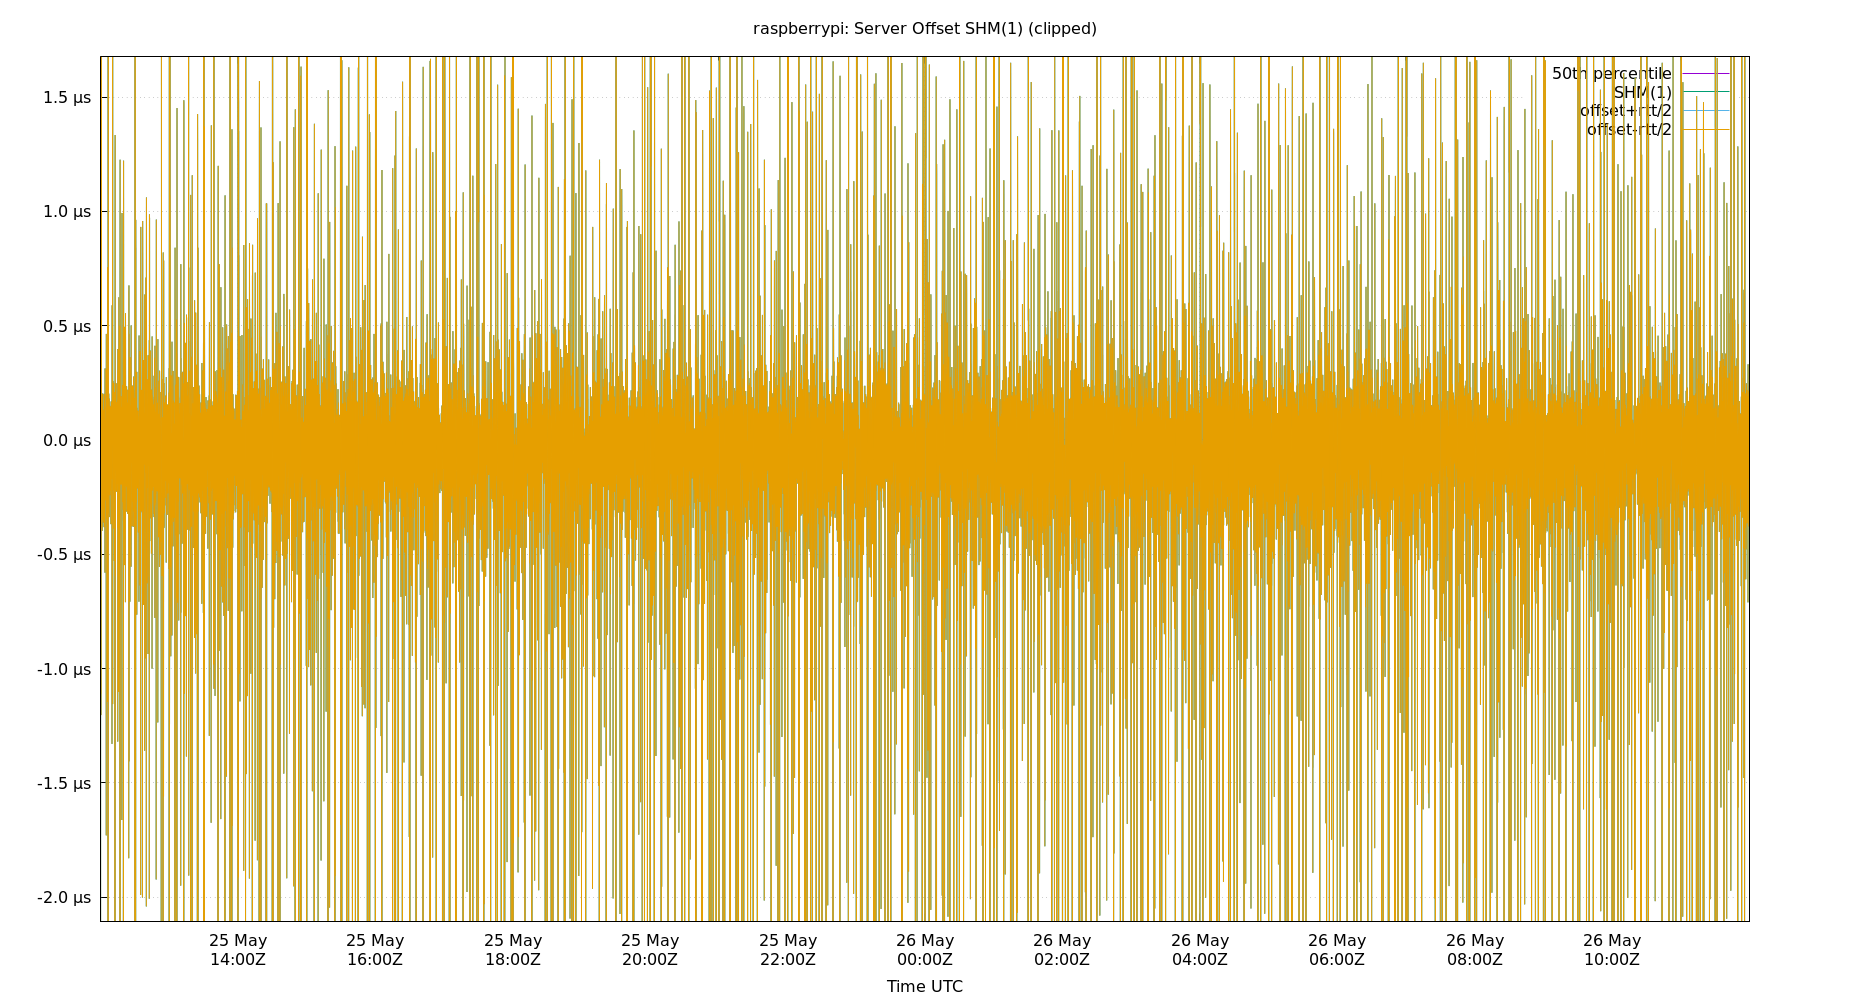 raspberrypi: Server Offset SHM(1) (clipped)
50th percentile
SHM(1)
offset+rtt/2
offset-rtt/2
1.5 µs
1.0 µs
0.5 µs
0.0 µs
-0.5 µs
-1.0 µs
-1.5 µs
-2.0 µs
25 May 25 May 25 May 25 May 25 May 26 May 26 May 26 May 26 May 26 May 26 May
14:00Z 16:00Z 18:00Z 20:00Z 22:00Z 00:00Z 02:00Z 04:00Z 06:00Z 08:00Z 10:00Z
Time UTC